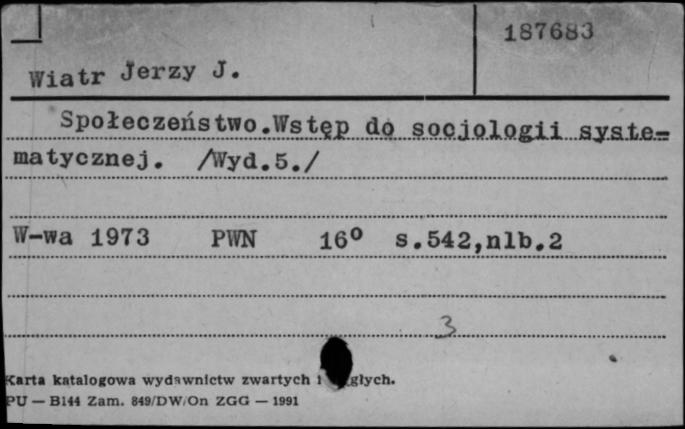 187683
Wiatr Jerzy J.
Społeczeństwo.Wstęp do socjologii syste=
matycznej. /Wyd.5./
W-wa 1973 PWN 16° s.542,nlb.2
3
Karta katalogowa wydawnictw zwartych i głych.
PU — B144 Zam. 849/DW/On ZGG — 1991